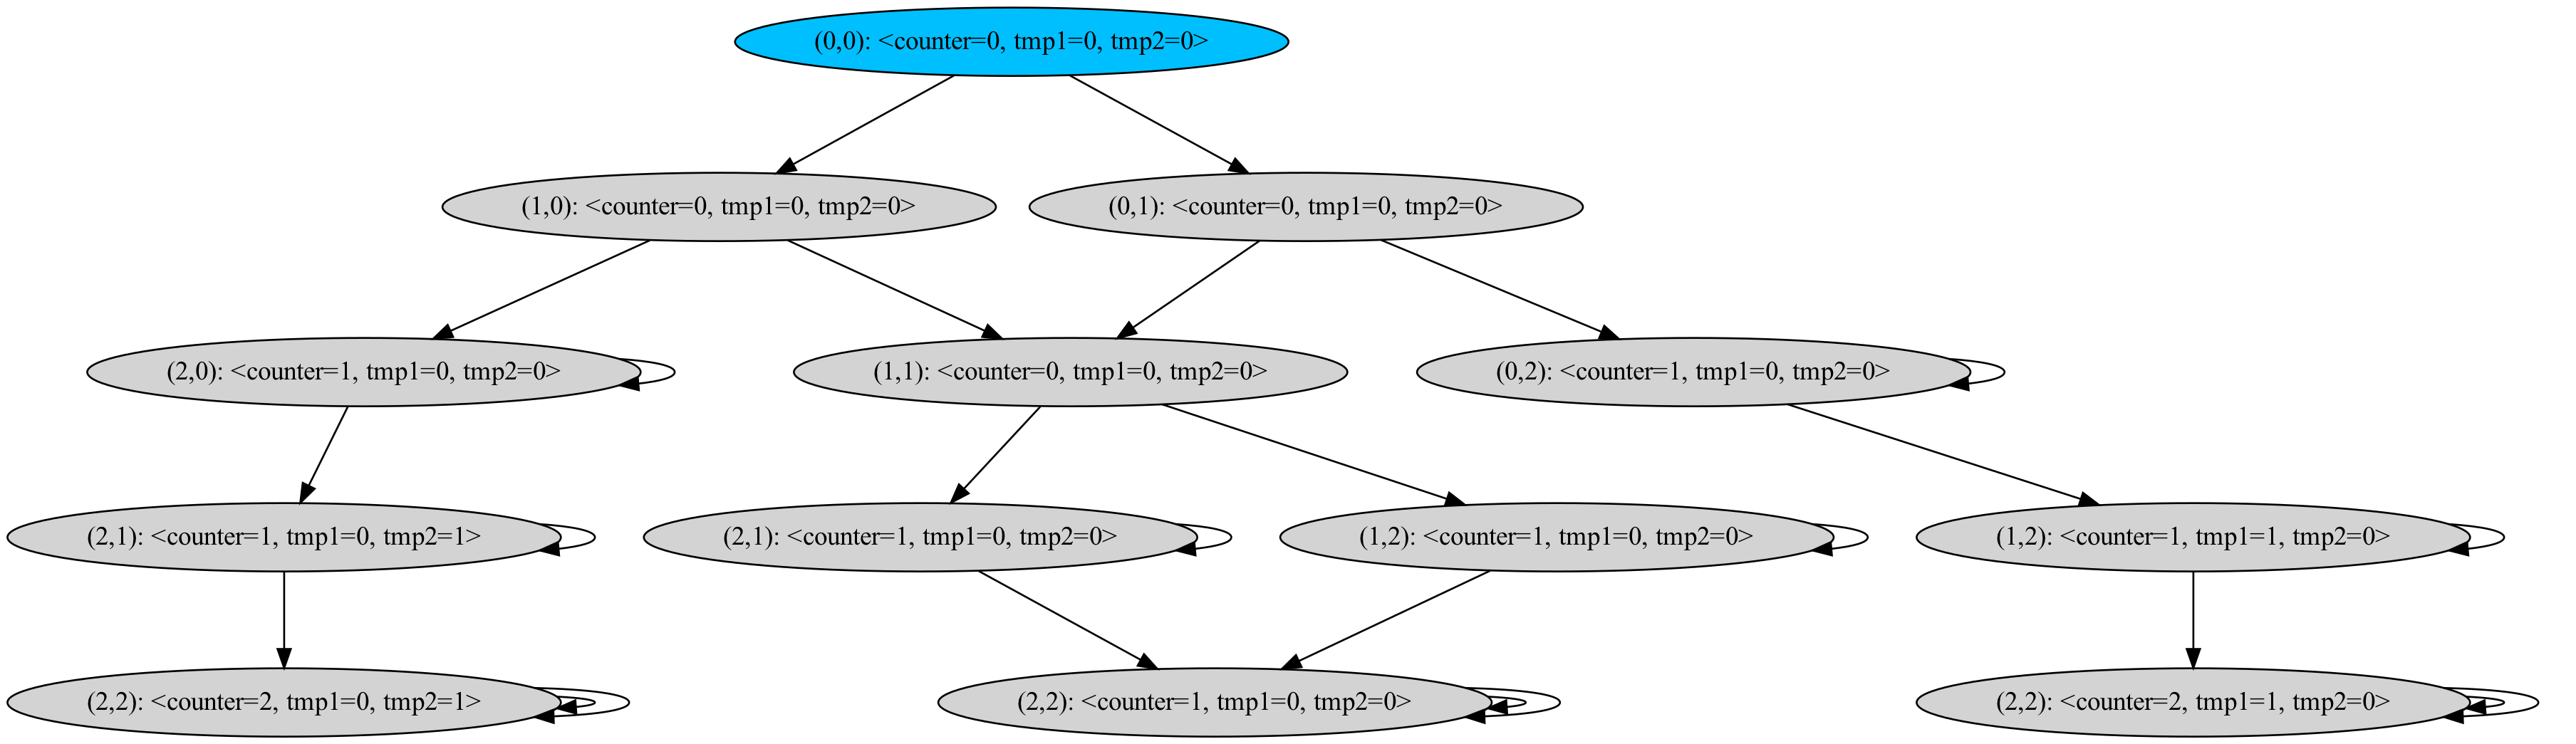 (0,0): <counter=0, tmp1=0, tmp2=0>
(1,0): <counter=0, tmp1=0, tmp2=0>
(0,1): <counter=0, tmp1=0, tmp2=0>
(2,0): <counter=1, tmp1=0, tmp2=0>
(1,1): <counter=0, tmp1=0, tmp2=0>
(0,2): <counter=1, tmp1=0, tmp2=0>
(2,1): <counter=1, tmp1=0, tmp2=1>
(2,1): <counter=1, tmp1=0, tmp2=0>
(1,2): <counter=1, tmp1=0, tmp2=0>
(1,2): <counter=1, tmp1=1, tmp2=0>
(2,2): <counter=2, tmp1=0, tmp2=1>
(2,2): <counter=1, tmp1=0, tmp2=0>
(2,2): <counter=2, tmp1=1, tmp2=0>